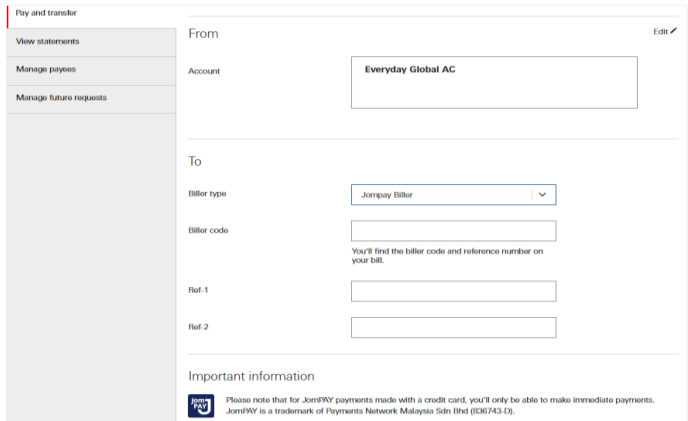 Pay and transfer
View statements
Manage payees
Manage future requests
From
Edit
Account
Everyday Global AC
To
Biller type
Jompay Biller
Biller code
You'll find the biller code and reference number on
your bill.
Ref-1
Ref-2
Important information
Jom
PAY
Please note that for JomPAY payments made with a credit card, you'll only be able to make immediate payments.
JomPAY is a trademark of Payments Network Malaysia Sdn Bhd (836743-D).